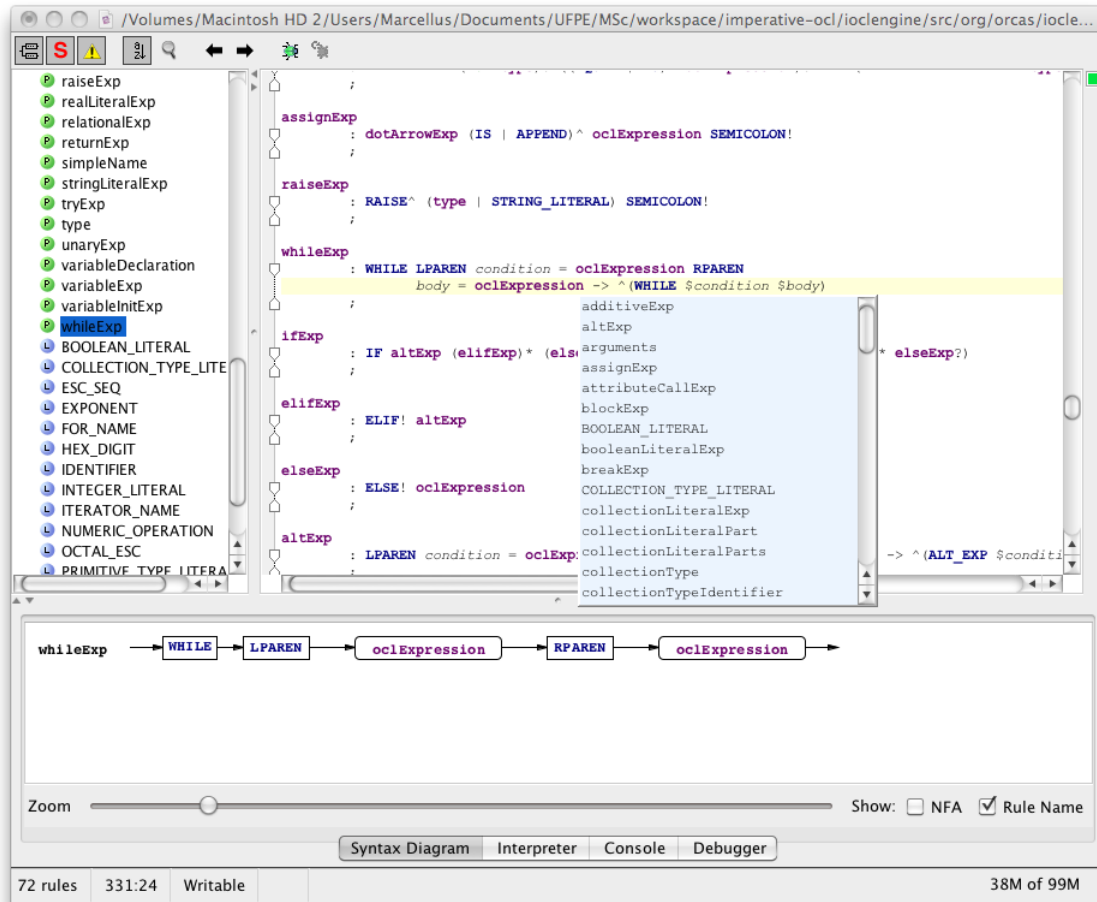 /Volumes/Macintosh HD 2/Users/Marcellus/Documents/UFPE/MSc/workspace/imperative-ocl/ioclengine/src/org/orcas/iocle...
S
raiseExp
realLiteralExp
relationalExp
returnExp
simpleName
stringLiteralExp
tryExp
type
unaryExp
variableDeclaration
variableExp
variableInitExp
whileExp
BOOLEAN_LITERAL
COLLECTION_TYPE_LITE
ESC_SEQ
EXPONENT
FOR_NAME
HEX_DIGIT
IDENTIFIER
INTEGER_LITERAL
ITERATOR_NAME
NUMERIC_OPERATION
OCTAL_ESC
PRIMITIVE_TYPE_LITERA
;
assignExp
: dotArrowExp (IS | APPEND)^ oclExpression SEMICOLON!
;
raiseExp
: RAISE^ (type | STRING_LITERAL) SEMICOLON!
;
whileExp
: WHILE LPAREN condition = oclExpression RPAREN
body = oclExpression -> ^(WHILE $condition $body)
;
ifExp
: IF altExp (elifExp)* (else * elseExp?)
;
elifExp
: ELIF! altExp
;
elseExp
: ELSE! oclExpression
;
altExp
: LPAREN condition = oclExp -> ^(ALT_EXP $conditi
;
additiveExp
altExp
arguments
assignExp
attributeCallExp
blockExp
BOOLEAN_LITERAL
booleanLiteralExp
breakExp
COLLECTION_TYPE_LITERAL
collectionLiteralExp
collectionLiteralPart
collectionLiteralParts
collectionType
collectionTypeIdentifier
whileExp WHILE LPAREN oclExpression RPAREN oclExpression
Zoom Show: NFA Rule Name
Syntax Diagram Interpreter Console Debugger
72 rules 331:24 Writable 38M of 99M